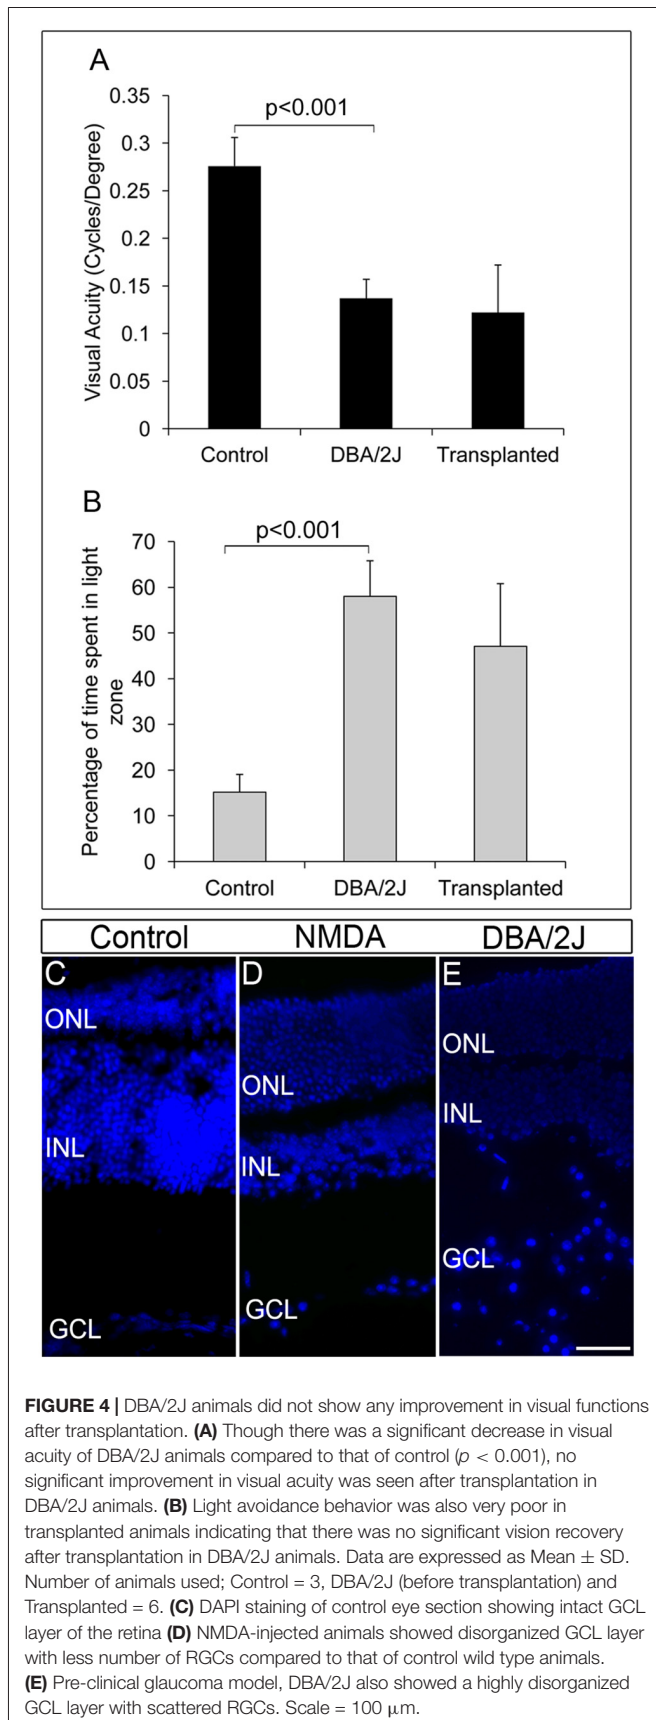 A
Visual Acuity (Cycles/Degree)
0.35
0.3
0.25
0.2
0.15
0.1
0.05
0
p<0.001
Control
DBA/2J
Transplanted
B
Percentage of time spent in light
zone
70
60
50
40
30
20
10
0
p<0.001
Control
DBA/2J
Transplanted
Control
NMDA
DBA/2J
C
ONL
INL
GCL
D
ONL
INL
GCL
E
ONL
INL
GCL
FIGURE 4 | DBA/2J animals did not show any improvement in visual functions
after transplantation. (A) Though there was a significant decrease in visual
acuity of DBA/2J animals compared to that of control (p < 0.001), no
significant improvement in visual acuity was seen after transplantation in
DBA/2J animals. (B) Light avoidance behavior was also very poor in
transplanted animals indicating that there was no significant vision recovery
after transplantation in DBA/2J animals. Data are expressed as Mean ± SD.
Number of animals used; Control = 3, DBA/2J (before transplantation) and
Transplanted = 6. (C) DAPI staining of control eye section showing intact GCL
layer of the retina (D) NMDA-injected animals showed disorganized GCL layer
with less number of RGCs compared to that of control wild type animals.
(E) Pre-clinical glaucoma model, DBA/2J also showed a highly disorganized
GCL layer with scattered RGCs. Scale = 100 μm.